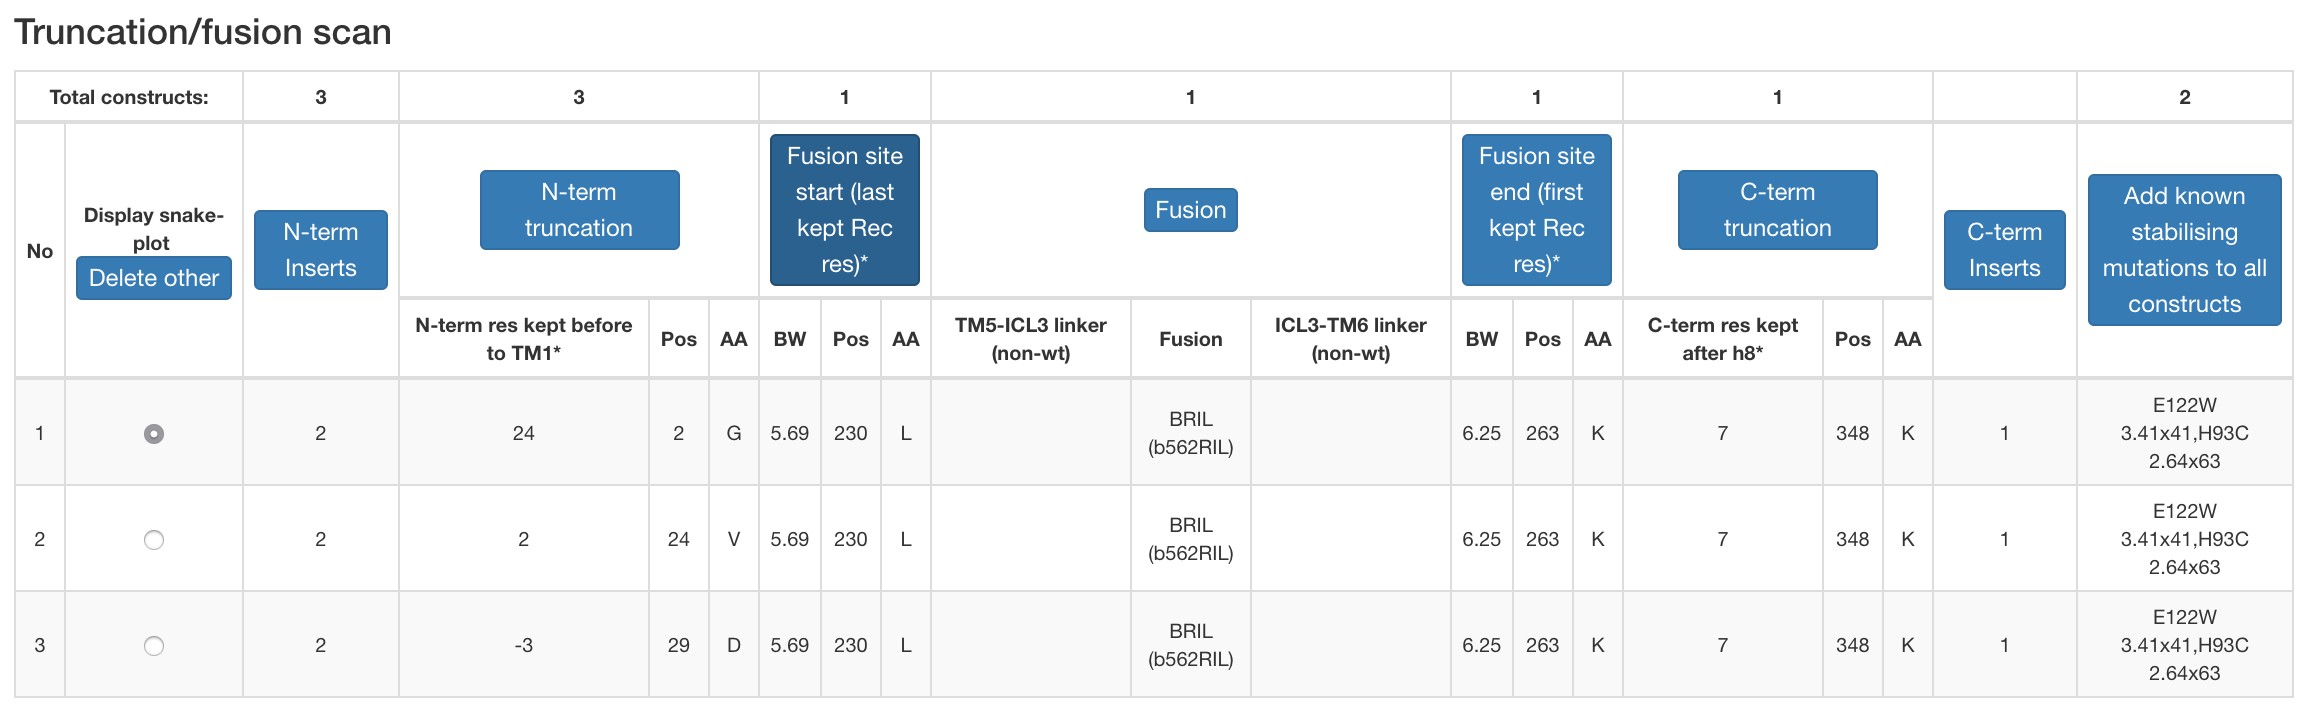 Truncation/fusion scan
Total constructs: 3 3 1 1 1 1 2
No
Display snake-
plot
Delete other
N-term
Inserts
N-term
truncation
Fusion site
start (last
kept Rec
res)*
Fusion
Fusion site
end (first
kept Rec
res)*
C-term
truncation
C-term
Inserts
Add known
stabilising
mutations to all
constructs
N-term res kept before
to TM1*
Pos AA BW Pos AA
TM5-ICL3 linker
(non-wt)
Fusion
ICL3-TM6 linker
(non-wt)
BW Pos AA
C-term res kept
after h8*
Pos AA
1 2 24 2 G 5.69 230 L
BRIL
(b562RIL)
6.25 263 K 7 348 K 1
E122W
3.41x41,H93C
2.64x63
2 2 2 24 V 5.69 230 L
BRIL
(b562RIL)
6.25 263 K 7 348 K 1
E122W
3.41x41,H93C
2.64x63
3 2 -3 29 D 5.69 230 L
BRIL
(b562RIL)
6.25 263 K 7 348 K 1
E122W
3.41x41,H93C
2.64x63